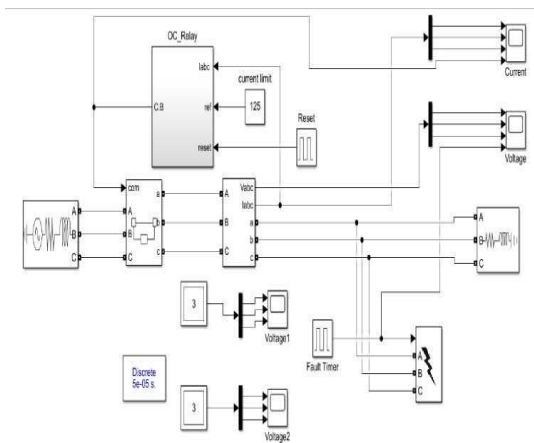 OC_Relay
Iabc
current limit
C.B
ref
125
Reset
reset
Current
Voltage
com
a
A
Vabc
Iabc
A
A
a
A
B
B
b
B
b
B
C
C
c
C
c
C
3
Voltage1
Fault Timer
A
B
C
Discrete
5e-05 s.
3
Voltage2